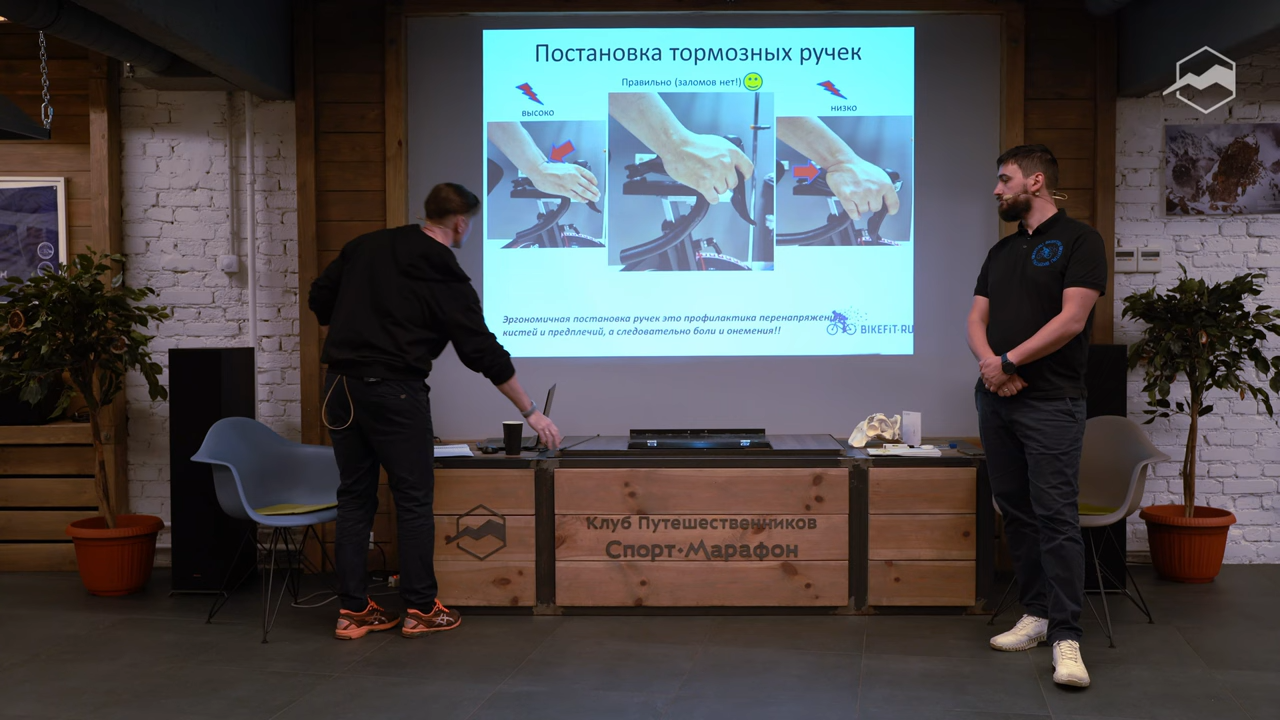 Постановка тормозных ручек
Правильно (заломов нет!)
высоко
низко
Эргономичная постановка ручек это профилактика перенапряжения
кистей и предплечий, а следовательно боли и онемения!!
BIKEFIT-RU
Клуб Путешественников
Спорт-Марафон